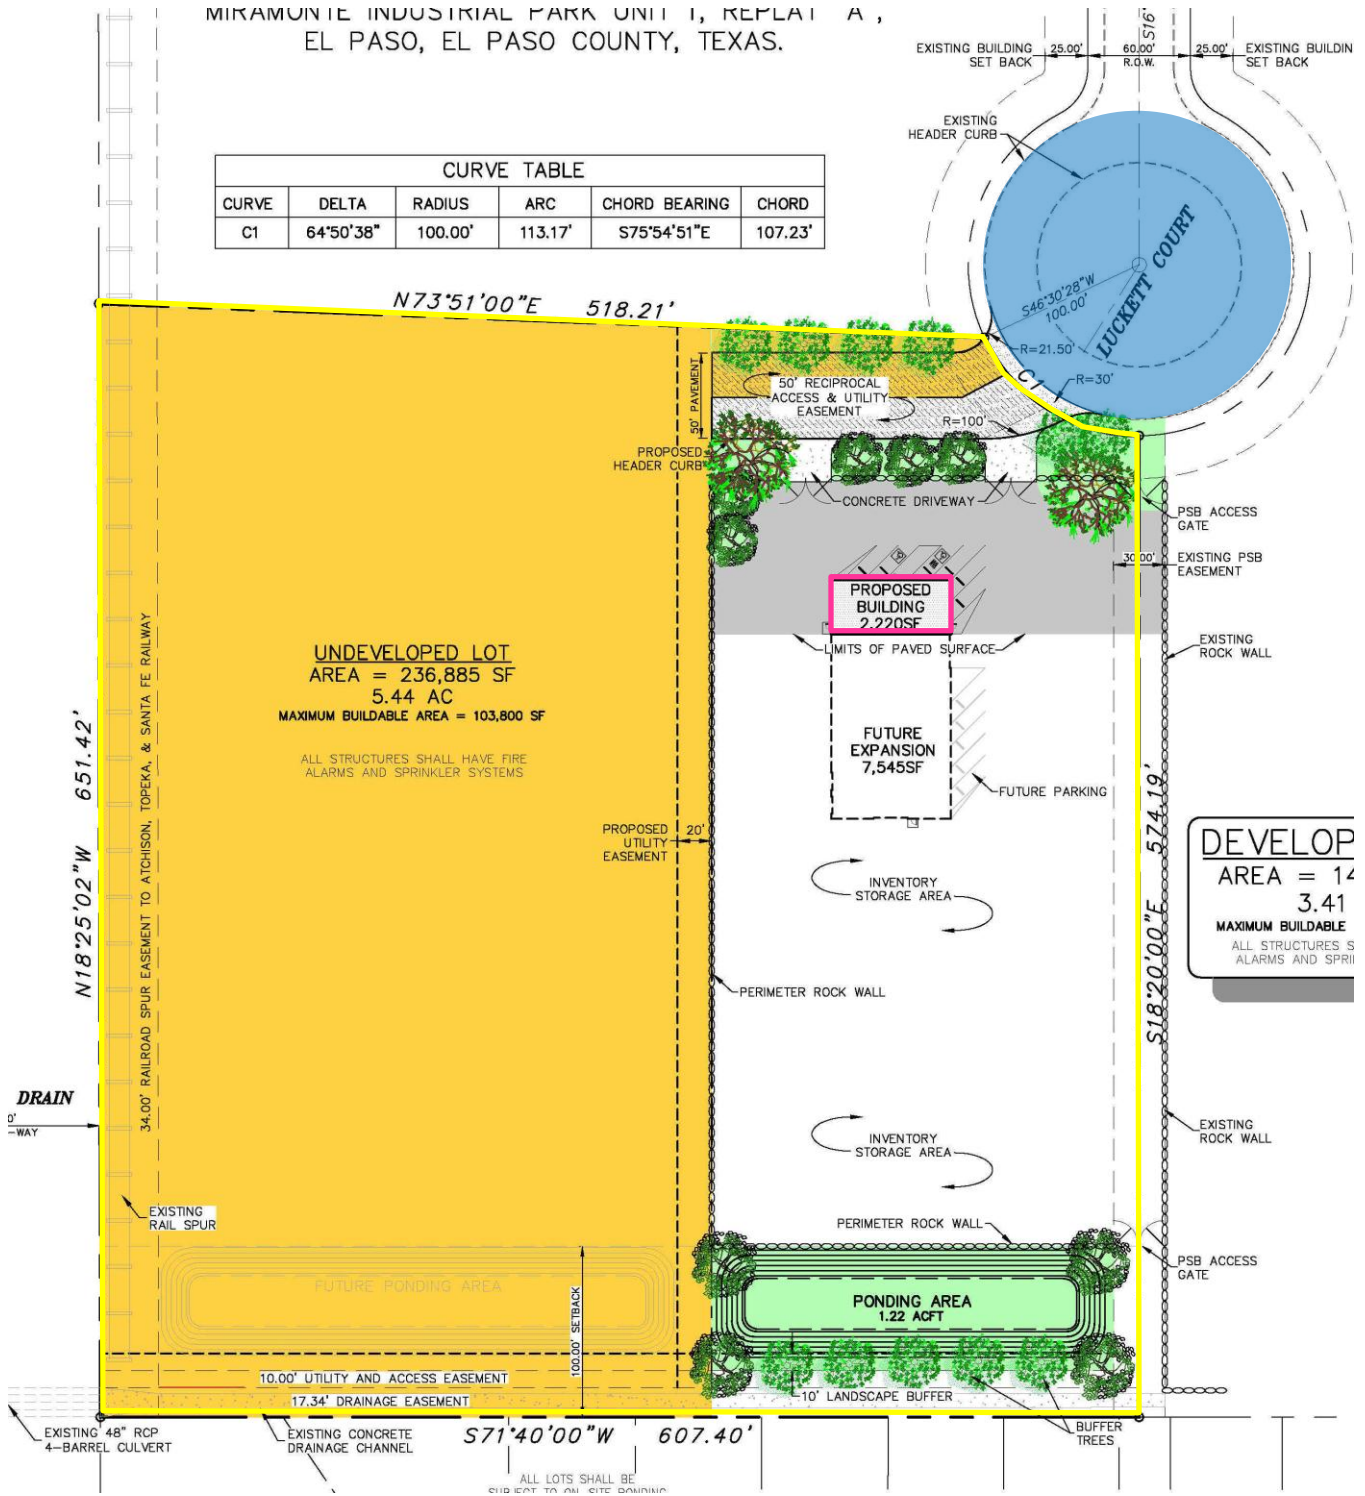 MIRAMONTE INDUSTRIAL PARK UNIT 1, REPLAT "A",
EL PASO, EL PASO COUNTY, TEXAS.
S16°
EXISTING BUILDING
SET BACK
25.00'
60.00'
R.O.W.
25.00'
EXISTING BUILDIN
SET BACK
EXISTING
HEADER CURB
CURVE TABLE
CURVE DELTA RADIUS ARC CHORD BEARING CHORD
C1 64°50'38" 100.00' 113.17' S75°54'51"E 107.23'
LUCKETT COURT
S46°30'28"W
100.00'
N73°51'00"E 518.21'
R=21.50'
C1
R=30'
50' RECIPROCAL
ACCESS & UTILITY
EASEMENT
50' PAVEMENT
R=100'
PROPOSED
HEADER CURB
CONCRETE DRIVEWAY
PSB ACCESS
GATE
30.00'
EXISTING PSB
EASEMENT
PROPOSED
BUILDING
2,220SF
LIMITS OF PAVED SURFACE
EXISTING
ROCK WALL
UNDEVELOPED LOT
AREA = 236,885 SF
5.44 AC
MAXIMUM BUILDABLE AREA = 103,800 SF
ALL STRUCTURES SHALL HAVE FIRE
ALARMS AND SPRINKLER SYSTEMS
34.00' RAILROAD SPUR EASEMENT TO ATCHISON, TOPEKA, & SANTA FE RAILWAY
N18°25'02"W 651.42'
FUTURE
EXPANSION
7,545SF
FUTURE PARKING
PROPOSED
UTILITY
EASEMENT
20'
S18°20'00"E 574.19'
DEVELOP
AREA = 14
3.41
MAXIMUM BUILDABLE
ALL STRUCTURES S
ALARMS AND SPRI
INVENTORY
STORAGE AREA
PERIMETER ROCK WALL
DRAIN
0'
-WAY
INVENTORY
STORAGE AREA
EXISTING
ROCK WALL
EXISTING
RAIL SPUR
PERIMETER ROCK WALL
PSB ACCESS
GATE
FUTURE PONDING AREA
PONDING AREA
1.22 ACFT
100.00' SETBACK
10.00' UTILITY AND ACCESS EASEMENT
17.34' DRAINAGE EASEMENT
10' LANDSCAPE BUFFER
BUFFER
TREES
EXISTING 48" RCP
4-BARREL CULVERT
EXISTING CONCRETE
DRAINAGE CHANNEL
S71°40'00"W 607.40'
ALL LOTS SHALL BE
SUBJECT TO ON-SITE PONDING